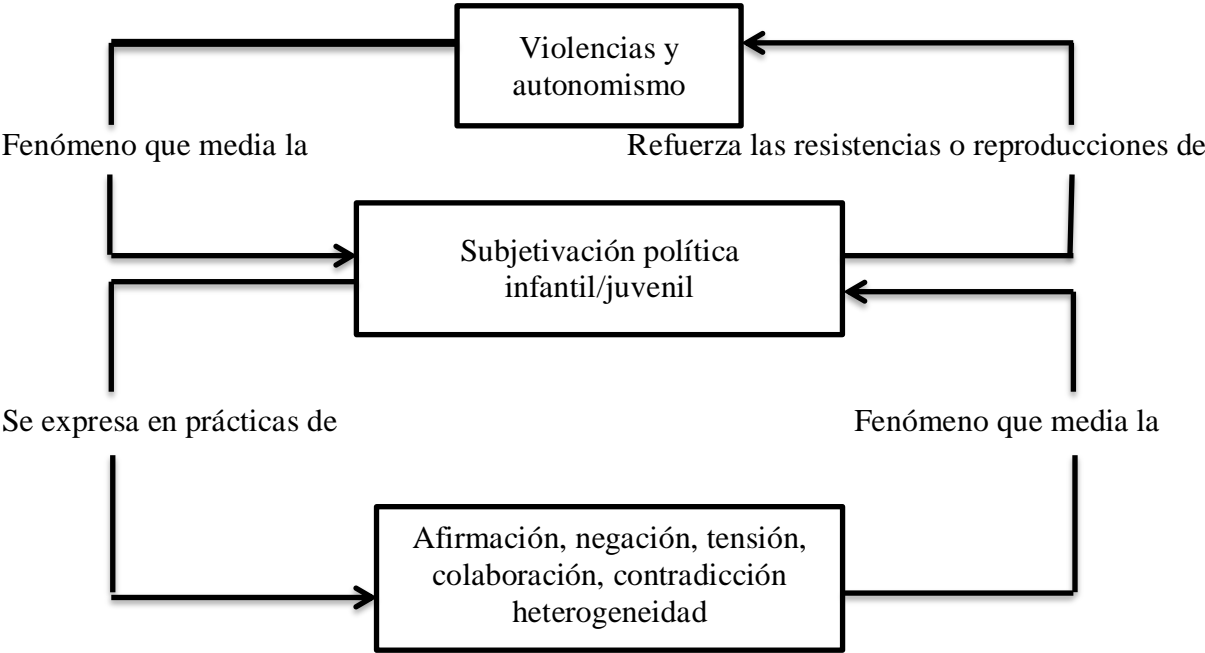 Violencias y
autonomismo
Fenómeno que media la
Refuerza las resistencias o reproducciones de
Subjetivación política
infantil/juvenil
Se expresa en prácticas de
Fenómeno que media la
Afirmación, negación, tensión,
colaboración, contradicción
heterogeneidad